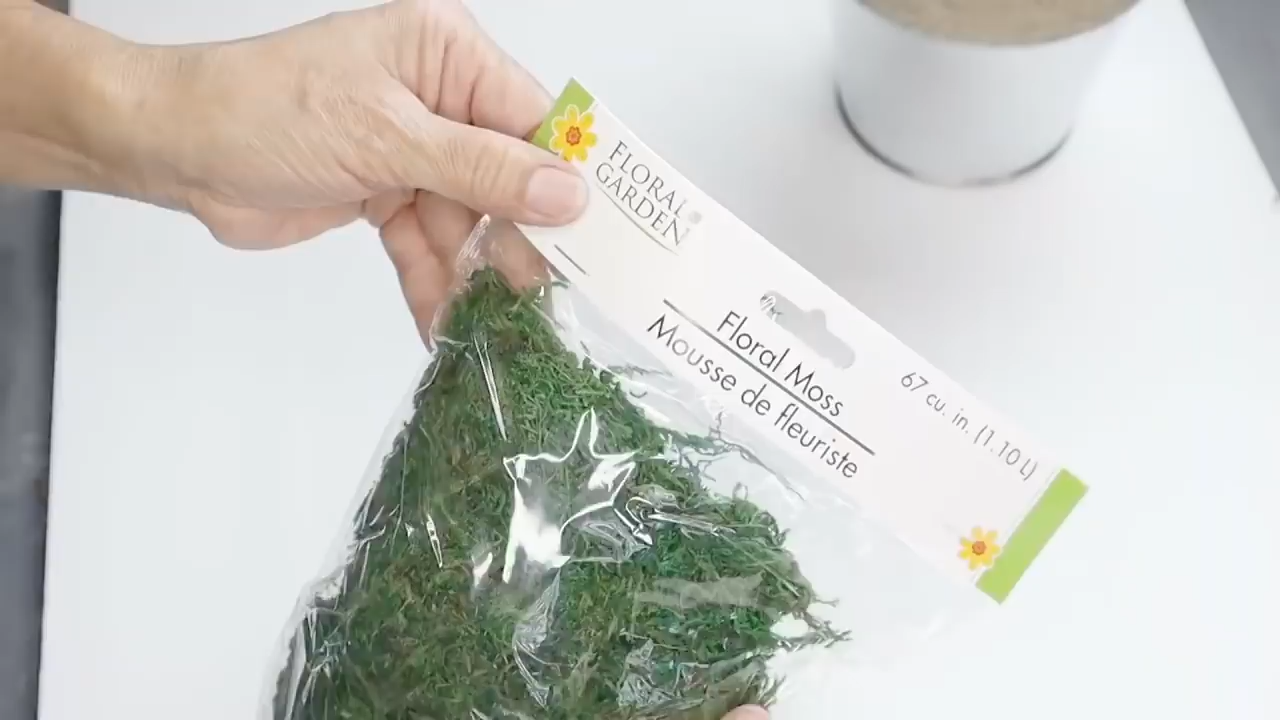 FLORAL
GARDEN
Floral Moss
Mousse de fleuriste
67 cu. in. (1.10 L)